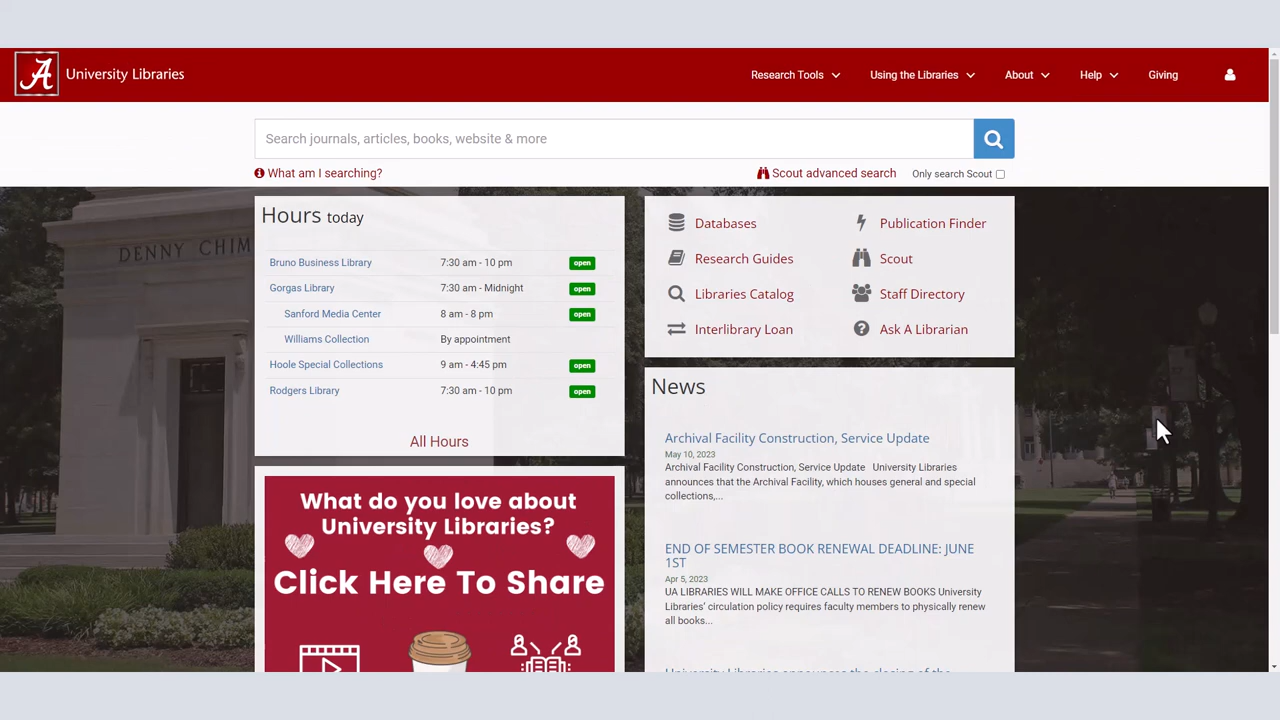 A University Libraries
Research Tools Using the Libraries About Help Giving
Search journals, articles, books, website & more
What am I searching? Scout advanced search Only search Scout
Hours today
Bruno Business Library 7:30 am - 10 pm open
Gorgas Library 7:30 am - Midnight open
Sanford Media Center 8 am - 8 pm open
Williams Collection By appointment
Hoole Special Collections 9 am - 4:45 pm open
Rodgers Library 7:30 am - 10 pm open
All Hours
What do you love about
University Libraries?
Click Here To Share
Databases Publication Finder
Research Guides Scout
Libraries Catalog Staff Directory
Interlibrary Loan Ask A Librarian
News
Archival Facility Construction, Service Update
May 10, 2023
Archival Facility Construction, Service Update University Libraries
announces that the Archival Facility, which houses general and special
collections,...
END OF SEMESTER BOOK RENEWAL DEADLINE: JUNE
1ST
Apr 5, 2023
UA LIBRARIES WILL MAKE OFFICE CALLS TO RENEW BOOKS University
Libraries' circulation policy requires faculty members to physically renew
all books...
University Libraries announces the closing of the
DENNY CHIM